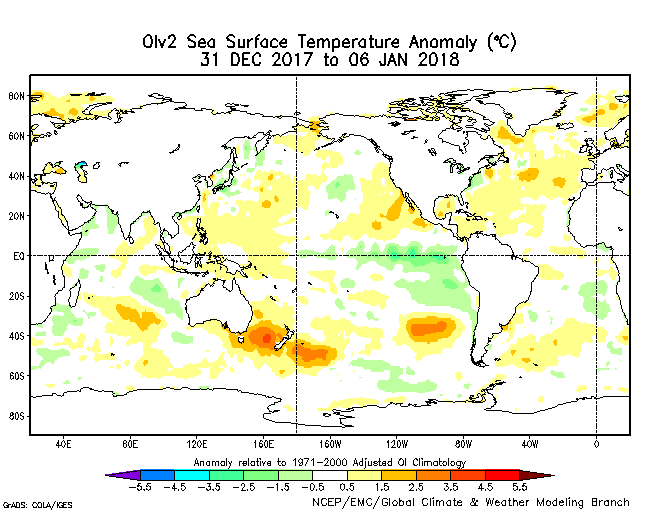 OIv2 Sea Surface Temperature Anomaly (°C)
31 DEC 2017 to 06 JAN 2018
80N
60N
40N
20N
EQ
20S
40S
60S
80S
40E 80E 120E 160E 160W 120W 80W 40W 0
Anomaly relative to 1971-2000 Adjusted OI Climatology
-5.5 -4.5 -3.5 -2.5 -1.5 -0.5 0.5 1.5 2.5 3.5 4.5 5.5
NCEP/EMC/Global Climate & Weather Modeling Branch
GrADS: COLA/IGES